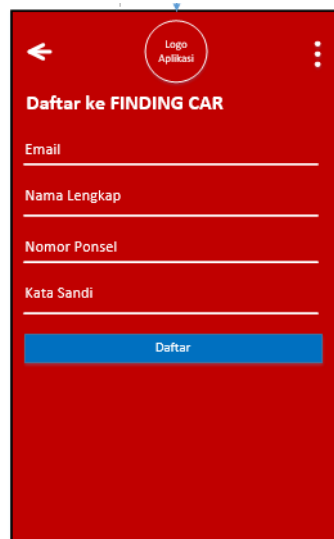 Logo
Aplikasi
Daftar ke FINDING CAR
Email
Nama Lengkap
Nomor Ponsel
Kata Sandi
Daftar